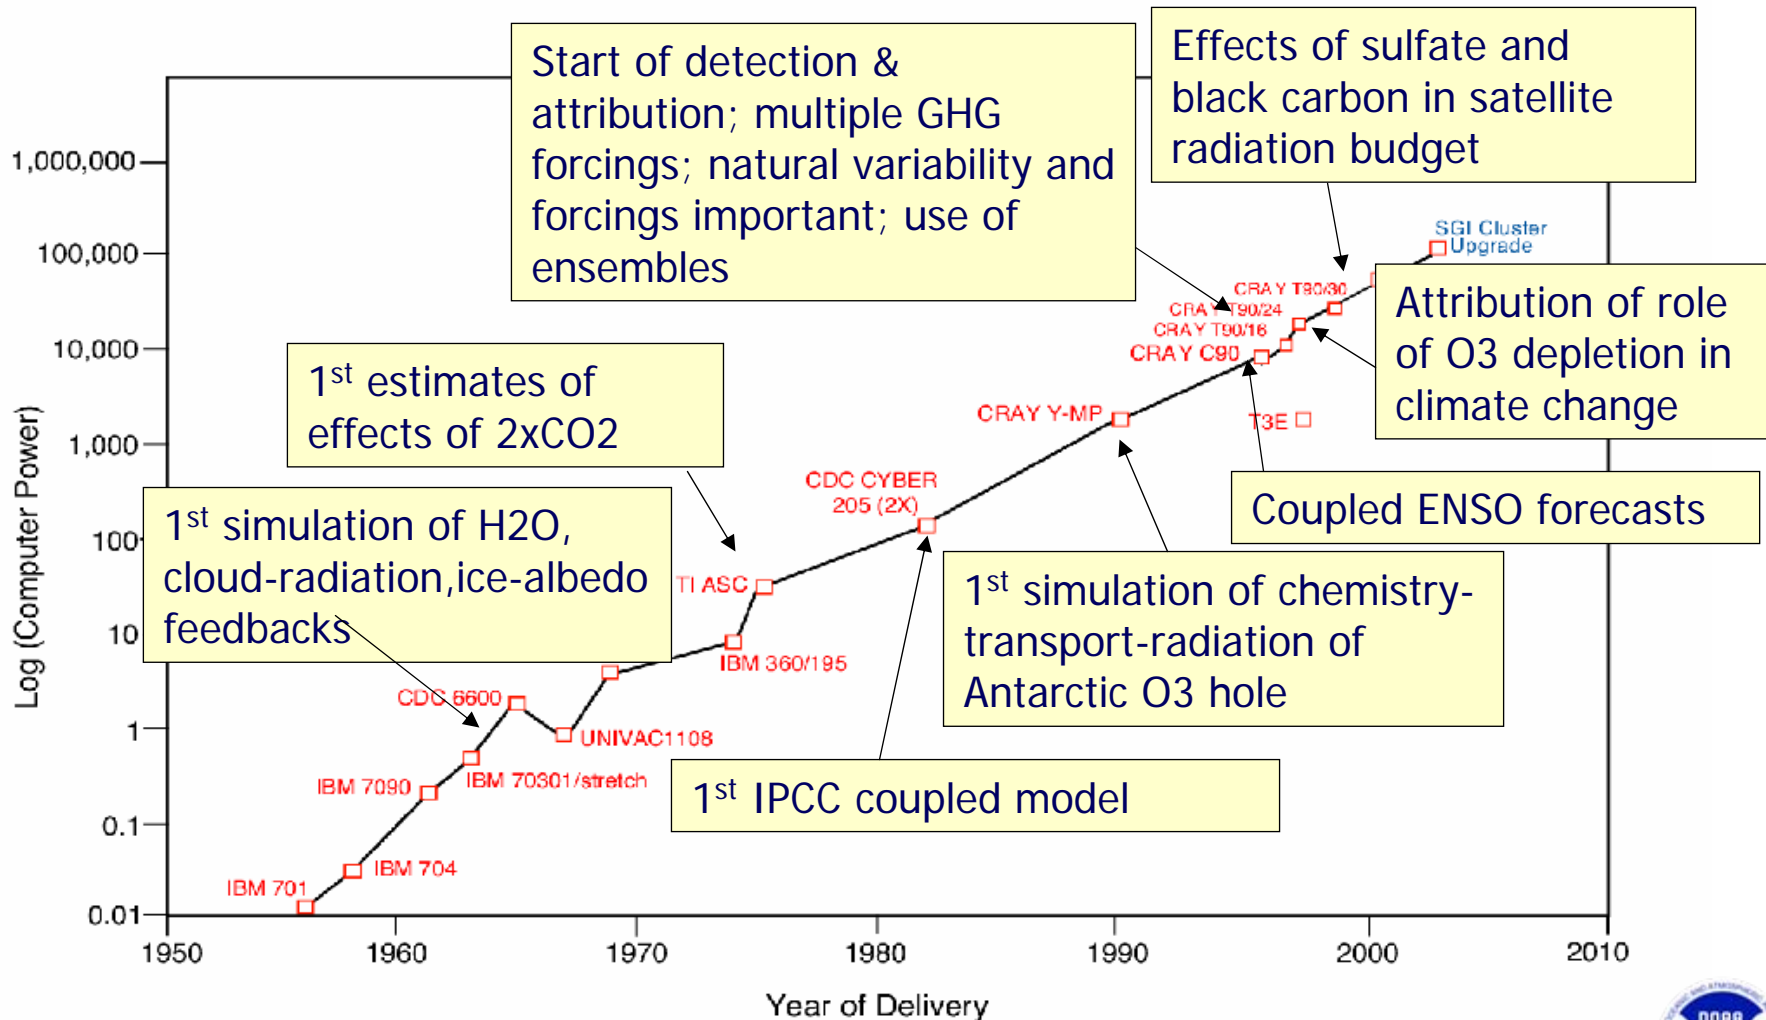 Start of detection &
attribution; multiple GHG
forcings; natural variability and
forcings important; use of
ensembles
Effects of sulfate and
black carbon in satellite
radiation budget
1,000,000
100,000
10,000
1,000
100
10
1
0.1
0.01
Log (Computer Power)
SGI Cluster
Upgrade
CRAY T90/30
CRAY T90/24
CRAY T90/16
CRAY C90
Attribution of role
of O3 depletion in
climate change
1st estimates of
effects of 2xCO2
CRAY Y-MP
T3E
CDC CYBER
205 (2X)
Coupled ENSO forecasts
1st simulation of H2O,
cloud-radiation,ice-albedo
feedbacks
TI ASC
1st simulation of chemistry-
transport-radiation of
Antarctic O3 hole
IBM 360/195
CDC 6600
UNIVAC1108
IBM 7090
IBM 70301/stretch
1st IPCC coupled model
IBM 704
IBM 701
1950
1960
1970
1980
1990
2000
2010
Year of Delivery